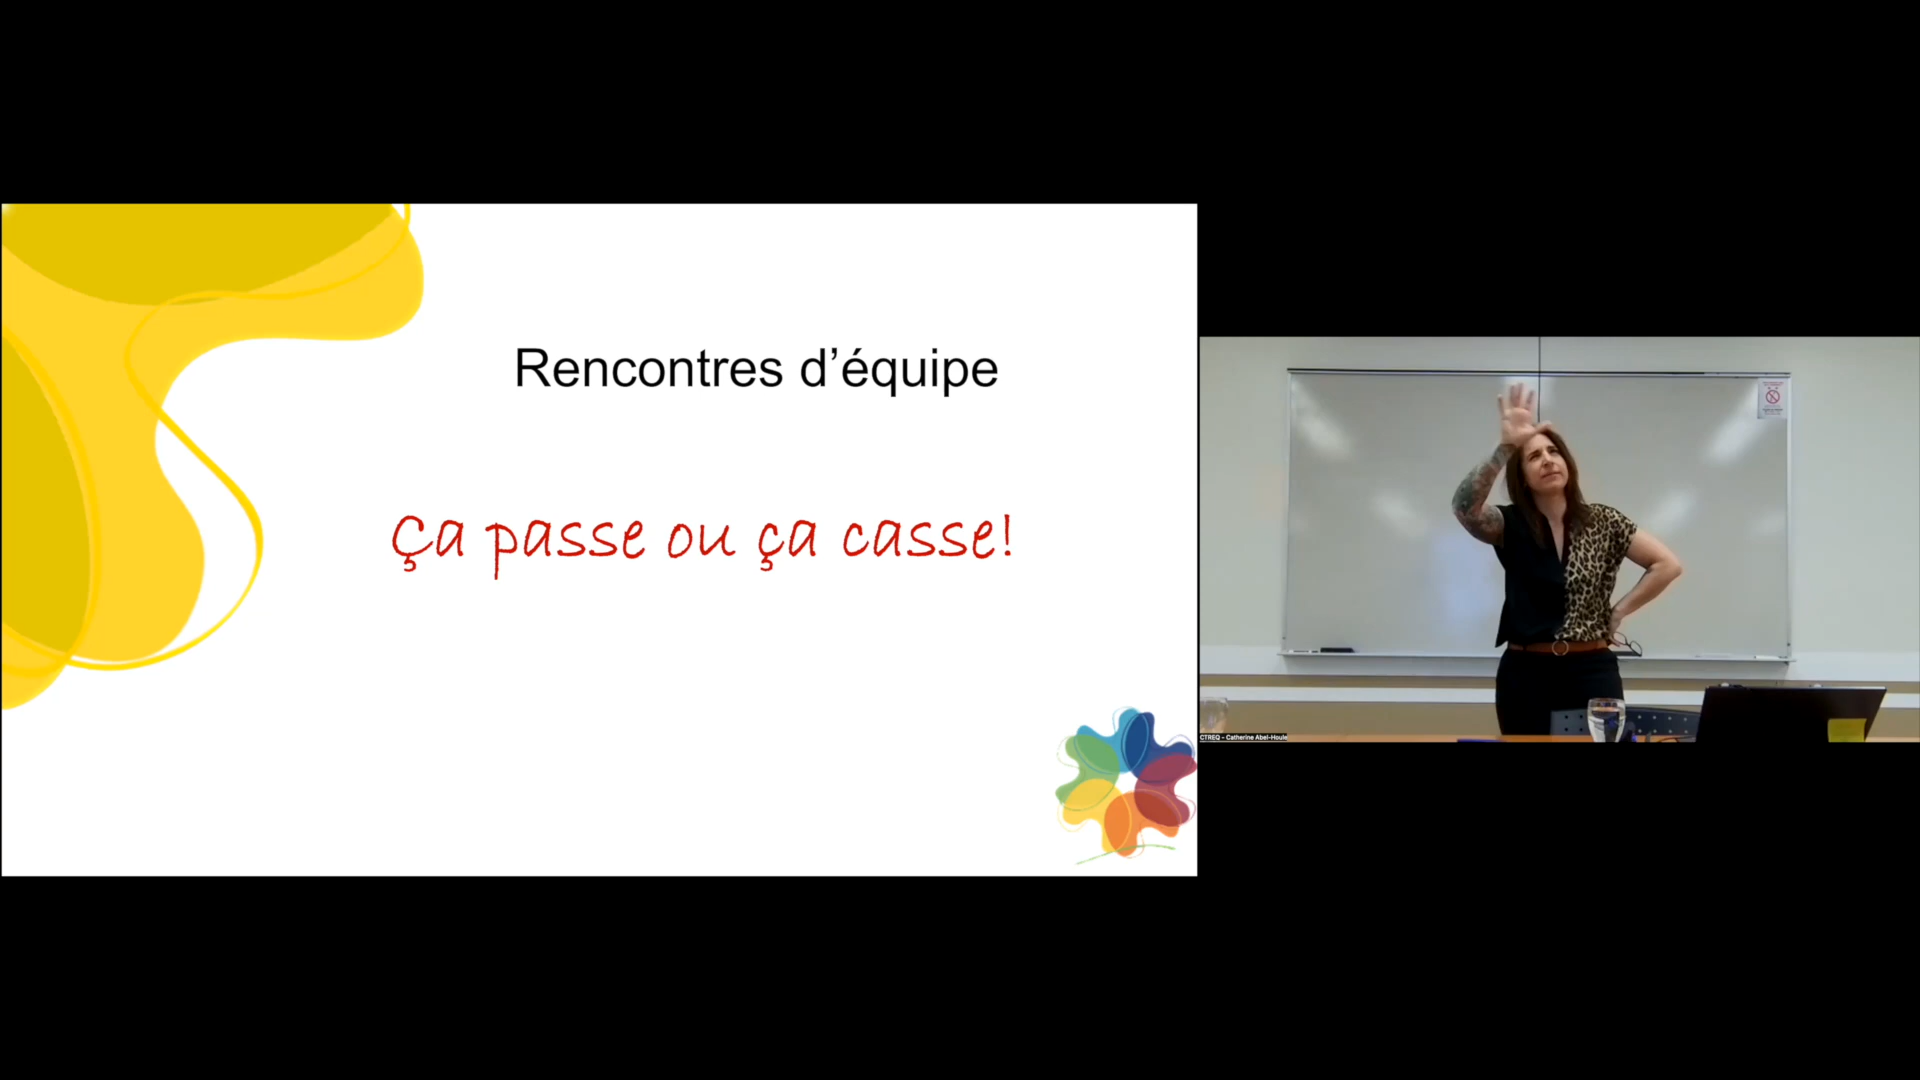 Rencontres d’équipe
Ça passe ou ça casse!
CTREQ - Catherine Abel-Houle